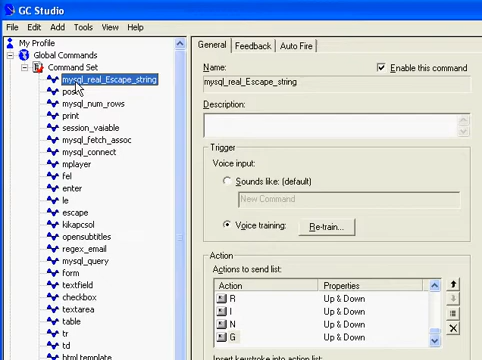 GC Studio
File Edit Add Tools View Help
My Profile
Global Commands
Command Set
mysql_real_Escape_string
post
mysql_num_rows
print
session_vaiable
mysql_fetch_assoc
mysql_connect
mplayer
fel
enter
le
escape
kikapcsol
opensubtitles
regex_email
mysql_query
form
textfield
checkbox
textarea
table
tr
td
html template
General Feedback Auto Fire
Name:
Enable this command
mysql_real_Escape_string
Description:
Trigger
Voice input:
Sounds like: (default)
New Command
Voice training:
Re-train...
Action
Actions to send list:
Action Properties
R Up & Down
I Up & Down
N Up & Down
G Up & Down
Insert keystroke into action list: